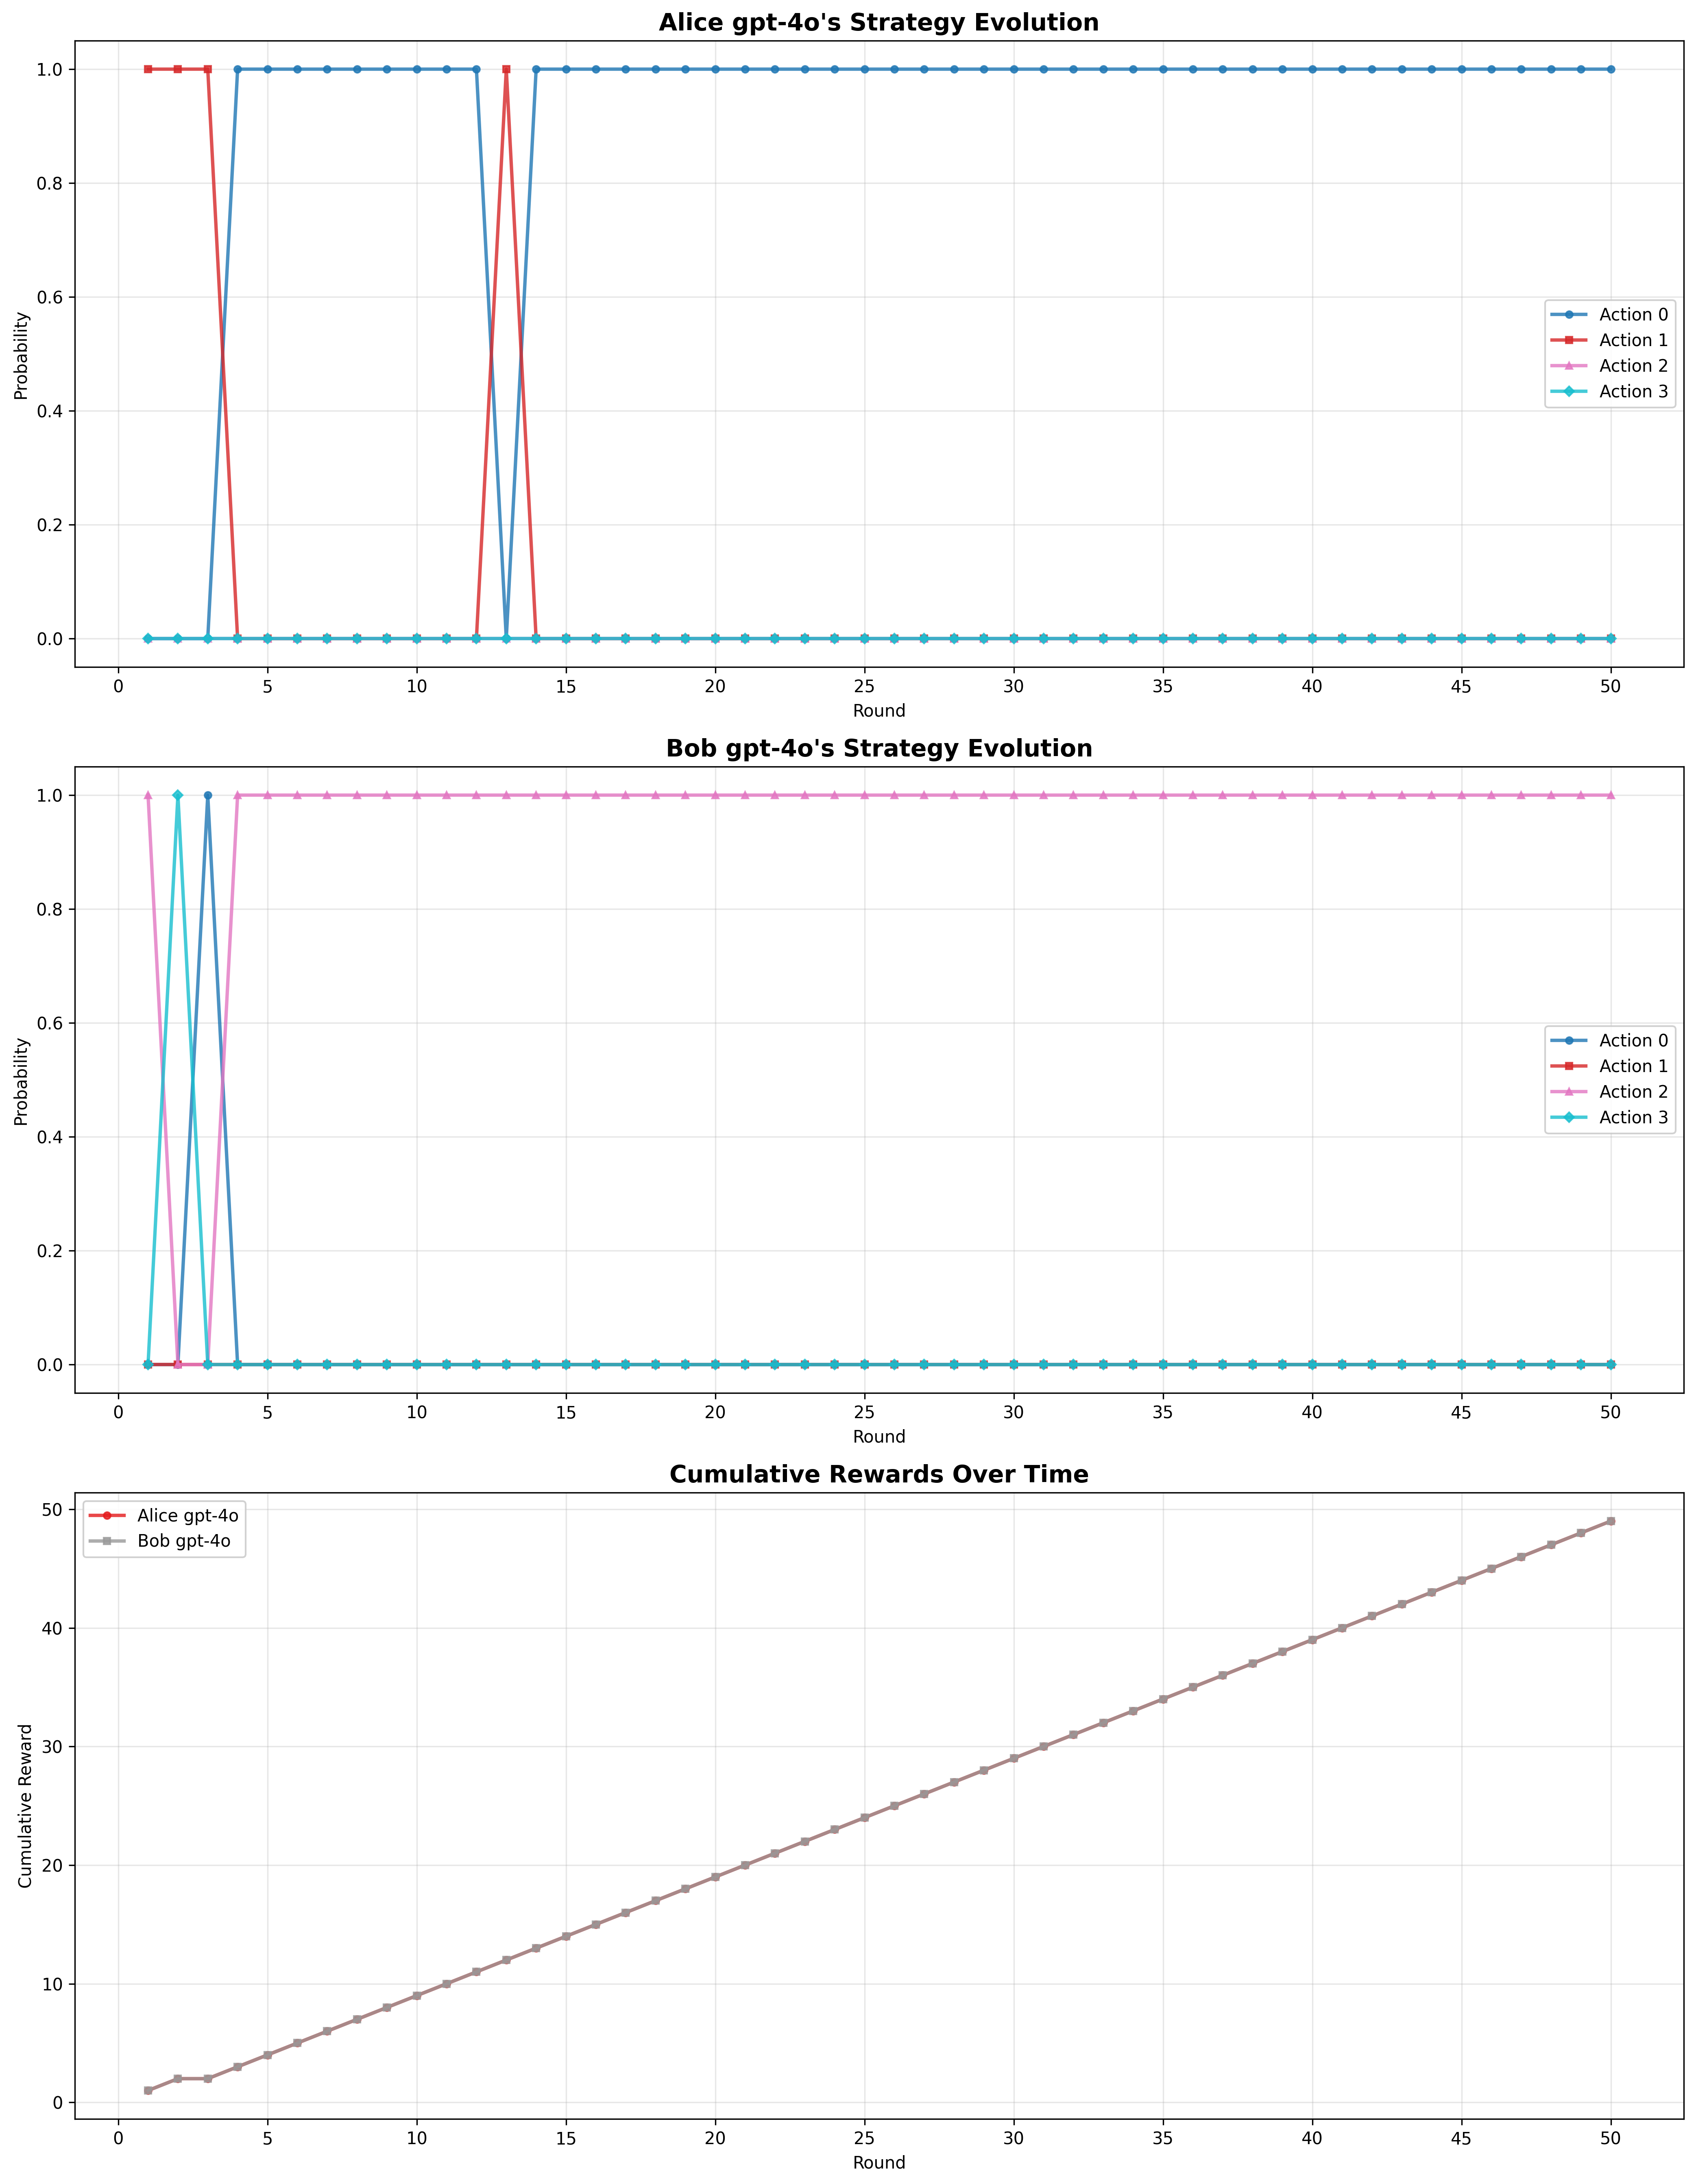 Alice gpt-4o's Strategy Evolution
1.0
0.8
0.6
0.4
0.2
0.0
Probability
Action 0
Action 1
Action 2
Action 3
0 5 10 15 20 25 30 35 40 45 50
Round
Bob gpt-4o's Strategy Evolution
1.0
0.8
0.6
0.4
0.2
0.0
Probability
Action 0
Action 1
Action 2
Action 3
0 5 10 15 20 25 30 35 40 45 50
Round
Cumulative Rewards Over Time
Alice gpt-4o
Bob gpt-4o
50
40
30
20
10
0
Cumulative Reward
0 5 10 15 20 25 30 35 40 45 50
Round